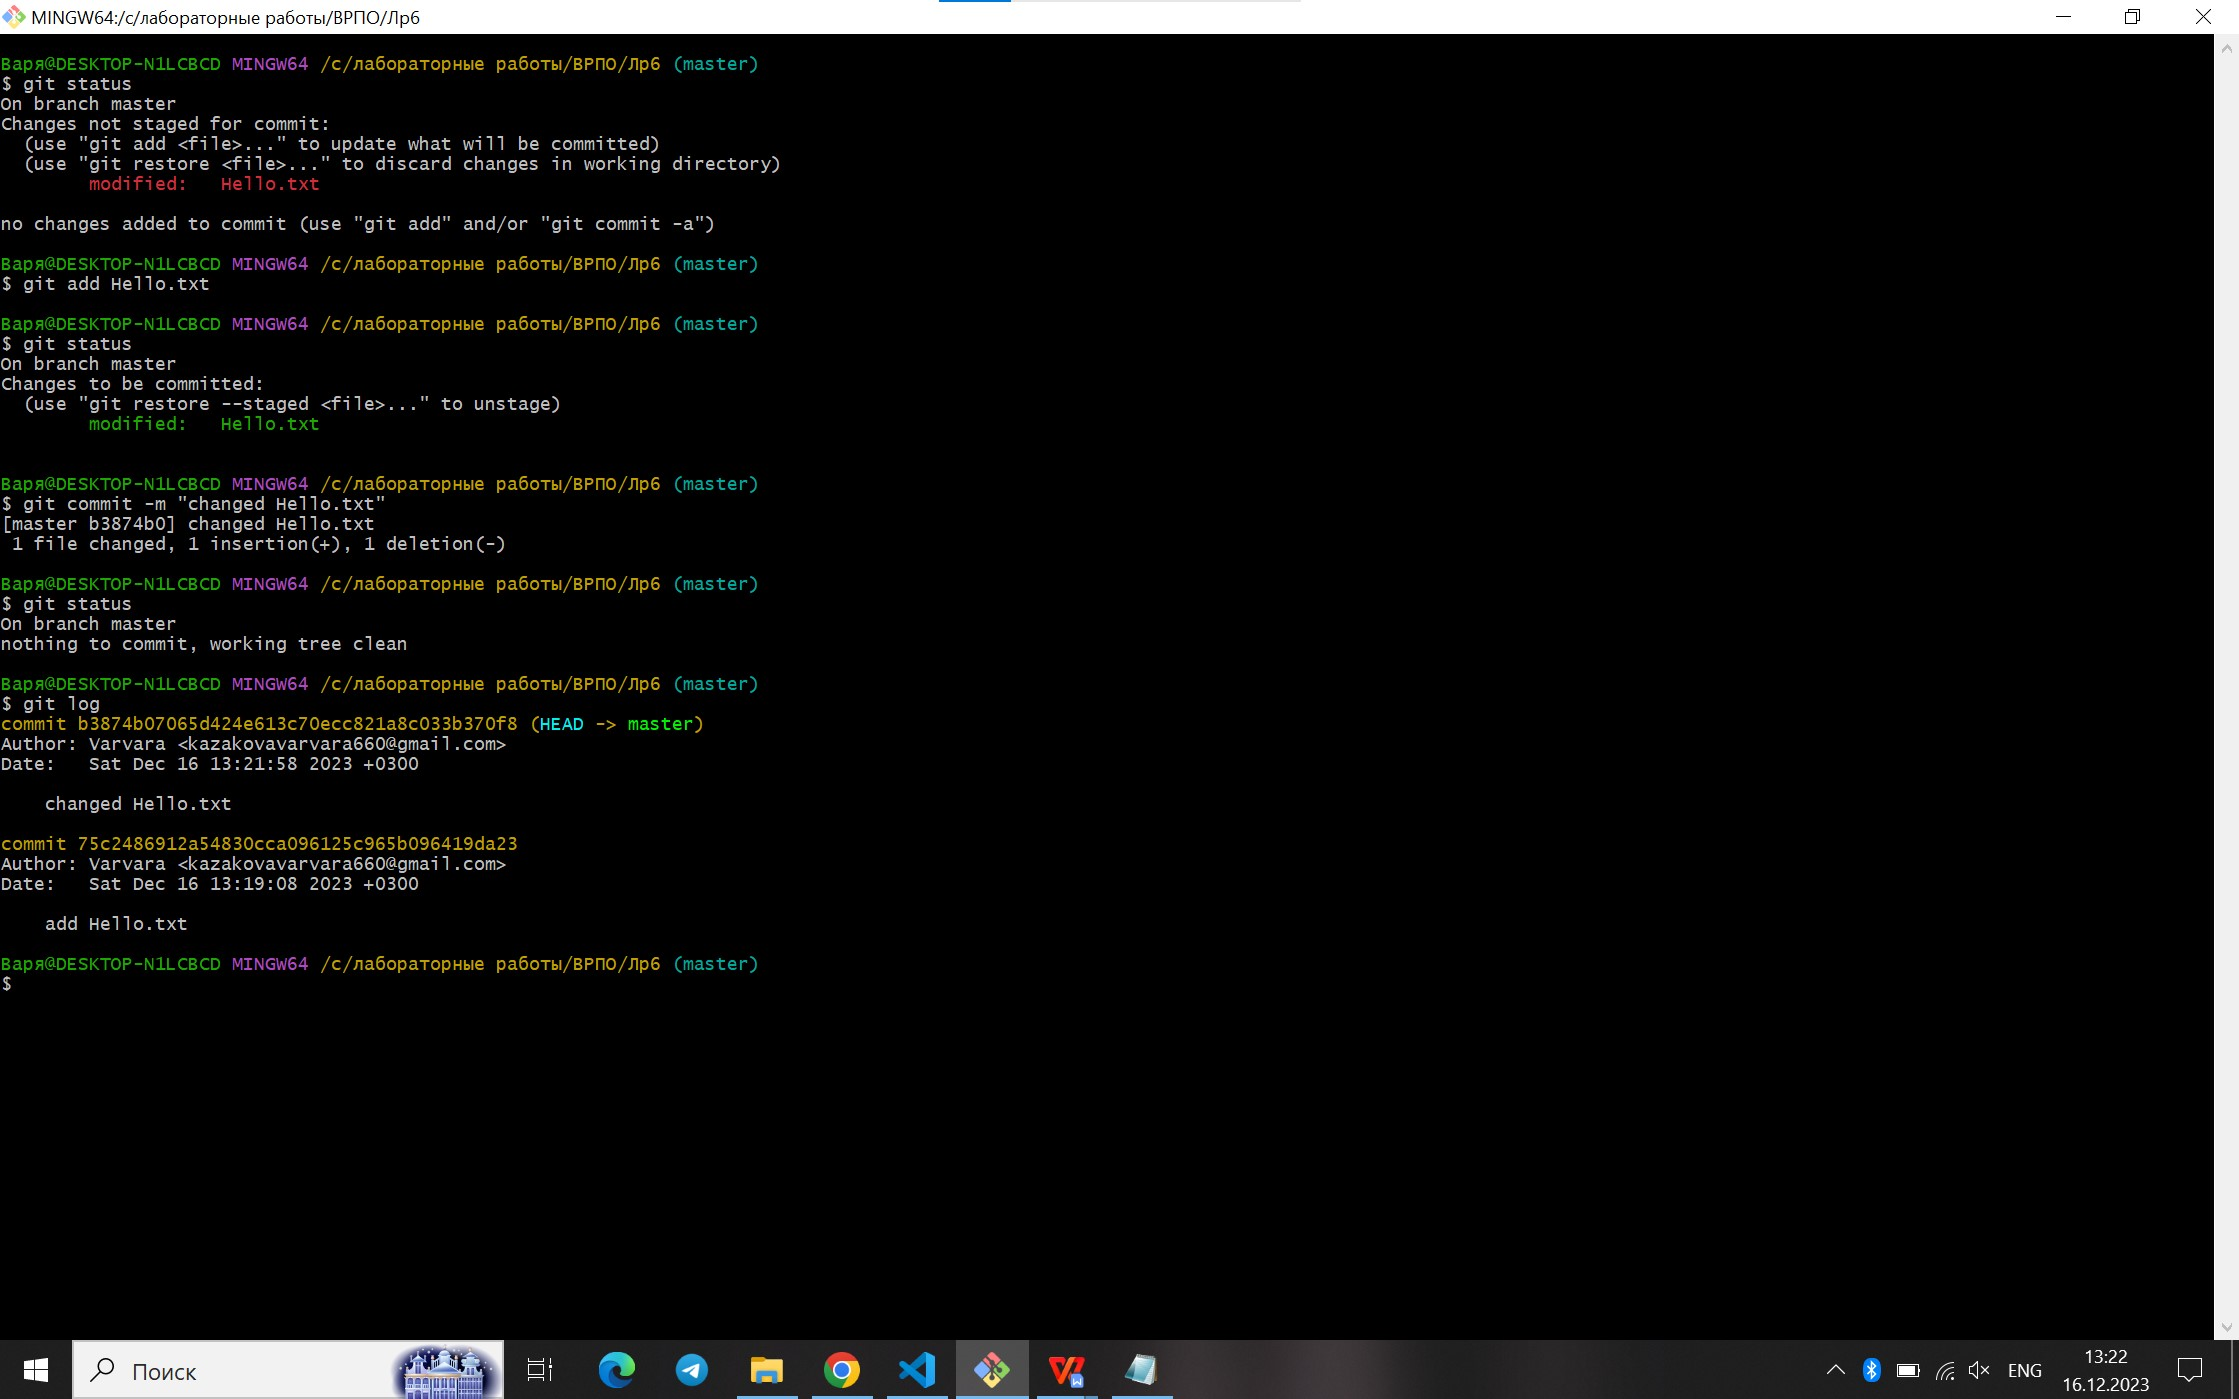 MINGW64:/c/лабораторные работы/ВРПО/Лр6
Варя@DESKTOP-N1LCBCD MINGW64 /c/лабораторные работы/ВРПО/Лр6 (master)
$ git status
On branch master
Changes not staged for commit:
  (use "git add <file>..." to update what will be committed)
  (use "git restore <file>..." to discard changes in working directory)
        modified:   Hello.txt
no changes added to commit (use "git add" and/or "git commit -a")
Варя@DESKTOP-N1LCBCD MINGW64 /c/лабораторные работы/ВРПО/Лр6 (master)
$ git add Hello.txt
Варя@DESKTOP-N1LCBCD MINGW64 /c/лабораторные работы/ВРПО/Лр6 (master)
$ git status
On branch master
Changes to be committed:
  (use "git restore --staged <file>..." to unstage)
        modified:   Hello.txt
Варя@DESKTOP-N1LCBCD MINGW64 /c/лабораторные работы/ВРПО/Лр6 (master)
$ git commit -m "changed Hello.txt"
[master b3874b0] changed Hello.txt
 1 file changed, 1 insertion(+), 1 deletion(-)
Варя@DESKTOP-N1LCBCD MINGW64 /c/лабораторные работы/ВРПО/Лр6 (master)
$ git status
On branch master
nothing to commit, working tree clean
Варя@DESKTOP-N1LCBCD MINGW64 /c/лабораторные работы/ВРПО/Лр6 (master)
$ git log
commit b3874b07065d424e613c70ecc821a8c033b370f8 (HEAD -> master)
Author: Varvara <kazakovavarvara660@gmail.com>
Date:   Sat Dec 16 13:21:58 2023 +0300
    changed Hello.txt
commit 75c2486912a54830cca096125c965b096419da23
Author: Varvara <kazakovavarvara660@gmail.com>
Date:   Sat Dec 16 13:19:08 2023 +0300
    add Hello.txt
Варя@DESKTOP-N1LCBCD MINGW64 /c/лабораторные работы/ВРПО/Лр6 (master)
$
Поиск
ENG
13:22
16.12.2023